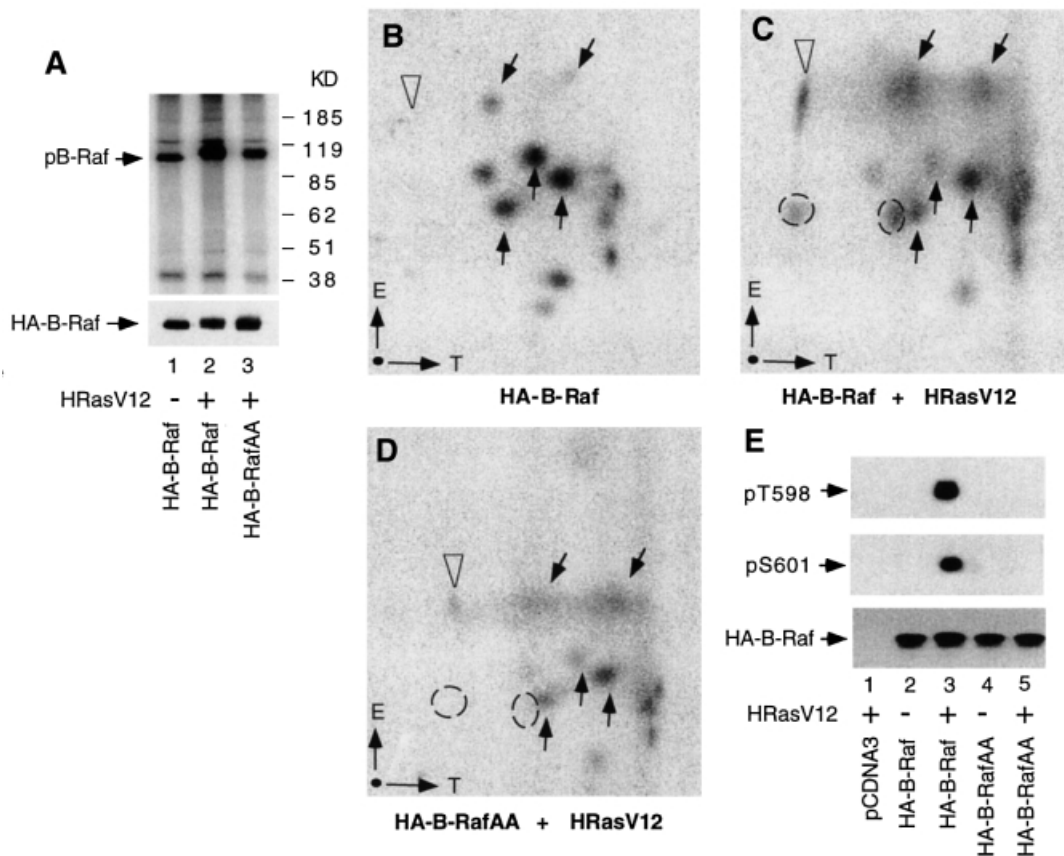 A
KD
185
119
85
62
51
38
pB-Raf
HA-B-Raf
1 2 3
HRasV12 - + +
HA-B-Raf
HA-B-Raf
HA-B-RafAA
B
E
T
HA-B-Raf
C
E
T
HA-B-Raf + HRasV12
D
E
T
HA-B-RafAA + HRasV12
E
pT598
pS601
HA-B-Raf
1 2 3 4 5
HRasV12 + - + - +
pCDNA3
HA-B-Raf
HA-B-Raf
HA-B-RafAA
HA-B-RafAA